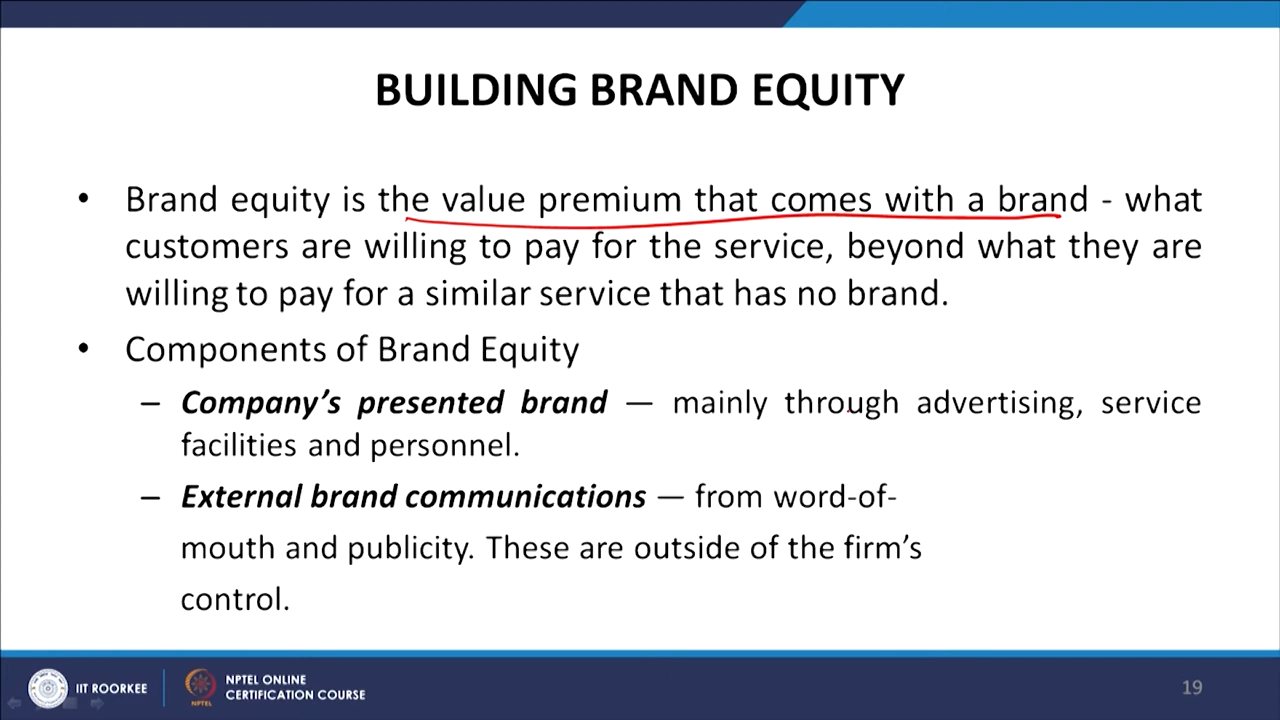 BUILDING BRAND EQUITY
• Brand equity is the value premium that comes with a brand - what
customers are willing to pay for the service, beyond what they are
willing to pay for a similar service that has no brand.
• Components of Brand Equity
– Company’s presented brand — mainly through advertising, service
facilities and personnel.
– External brand communications — from word-of-
mouth and publicity. These are outside of the firm’s
control.
IIT ROORKEE
NPTEL
NPTEL ONLINE
CERTIFICATION COURSE
19